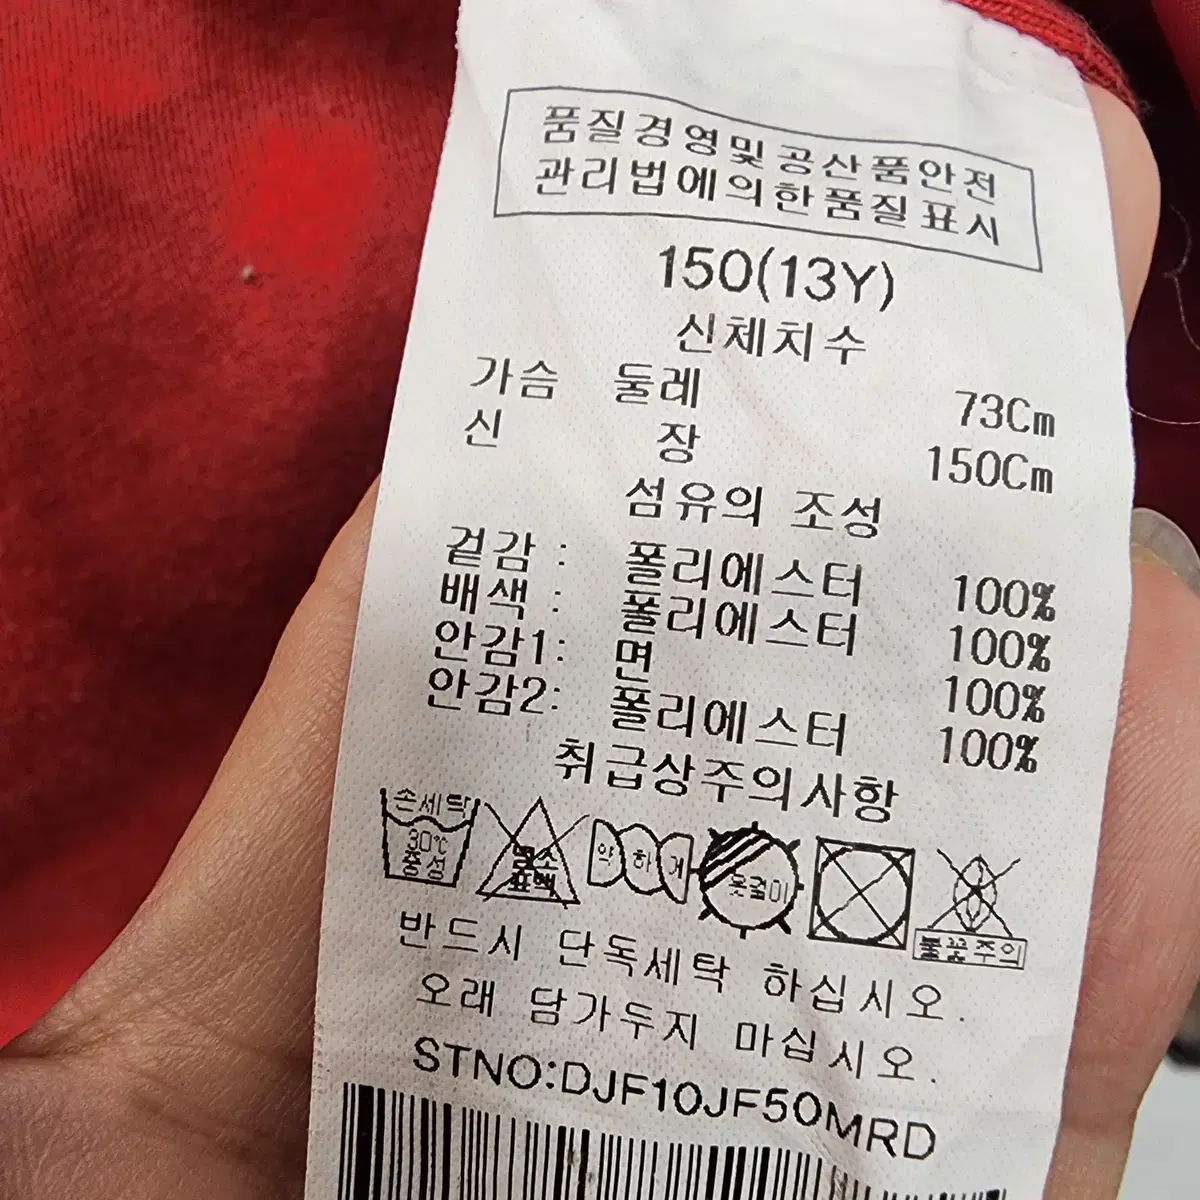 품질경영및공산품안전
관리법에의한품질표시
150(13Y)
신체치수
가슴 둘레 73Cm
신 장 150Cm
섬유의 조성
겉감 : 폴리에스터 100%
배색 : 폴리에스터 100%
안감1: 면 100%
안감2: 폴리에스터 100%
취급상주의사항
손세탁
30℃
중성
염소
표백
약하게
옷걸이
불꽃주의
반드시 단독세탁 하십시오.
오래 담가두지 마십시오.
STNO:DJF10JF50MRD